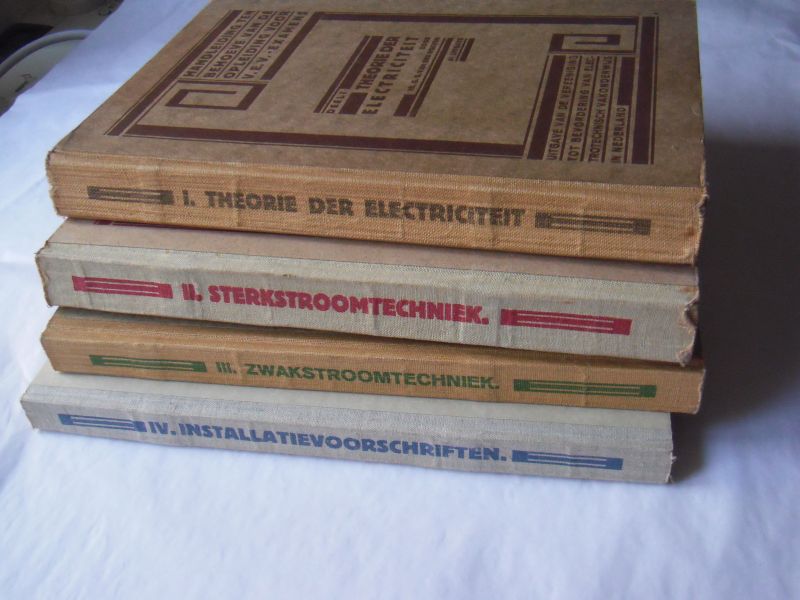 HANDLEIDING TEN
BEHOEVE VAN DE
OPLEIDING VOOR
V.E.V. EXAMENS
DEEL I
THEORIE DER
ELECTRICITEIT
UITGAVE VAN DE VEREENIGING
TOT BEVORDERING VAN ELEC-
TROTECHNISCH VAKONDERWIJS
IN NEDERLAND
I. THEORIE DER ELECTRICITEIT
II. STERKSTROOMTECHNIEK.
III. ZWAKSTROOMTECHNIEK.
IV. INSTALLATIEVOORSCHRIFTEN.